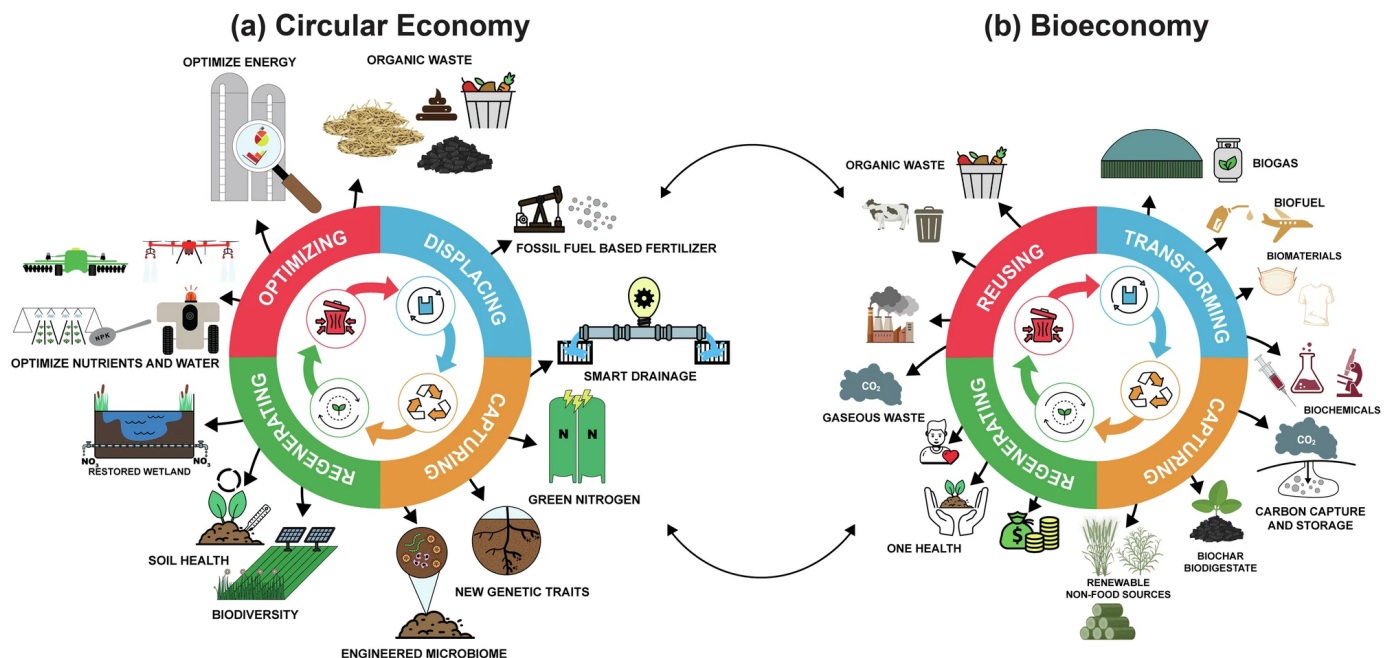 (a) Circular Economy
OPTIMIZE ENERGY
ORGANIC WASTE
FOSSIL FUEL BASED FERTILIZER
OPTIMIZING
DISPLACING
NPK
OPTIMIZE NUTRIENTS AND WATER
SMART DRAINAGE
REGENERATING
CAPTURING
NO3
NO3
RESTORED WETLAND
N
N
GREEN NITROGEN
SOIL HEALTH
BIODIVERSITY
NEW GENETIC TRAITS
ENGINEERED MICROBIOME
(b) Bioeconomy
ORGANIC WASTE
BIOGAS
BIOFUEL
BIOMATERIALS
REUSING
TRANSFORMING
CO2
GASEOUS WASTE
BIOCHEMICALS
REGENERATING
CAPTURING
CO2
CARBON CAPTURE
AND STORAGE
ONE HEALTH
$
BIOCHAR
BIODIGESTATE
RENEWABLE
NON-FOOD SOURCES